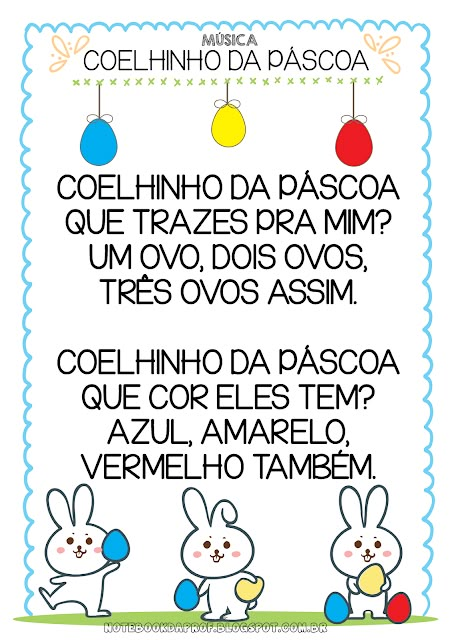 MÚSICA
COELHINHO DA PÁSCOA
COELHINHO DA PÁSCOA
QUE TRAZES PRA MIM?
UM OVO, DOIS OVOS,
TRÊS OVOS ASSIM.
COELHINHO DA PÁSCOA
QUE COR ELES TEM?
AZUL, AMARELO,
VERMELHO TAMBÉM.
NOTEBOOKDAPROF.BLOGSPOT.COM.BR